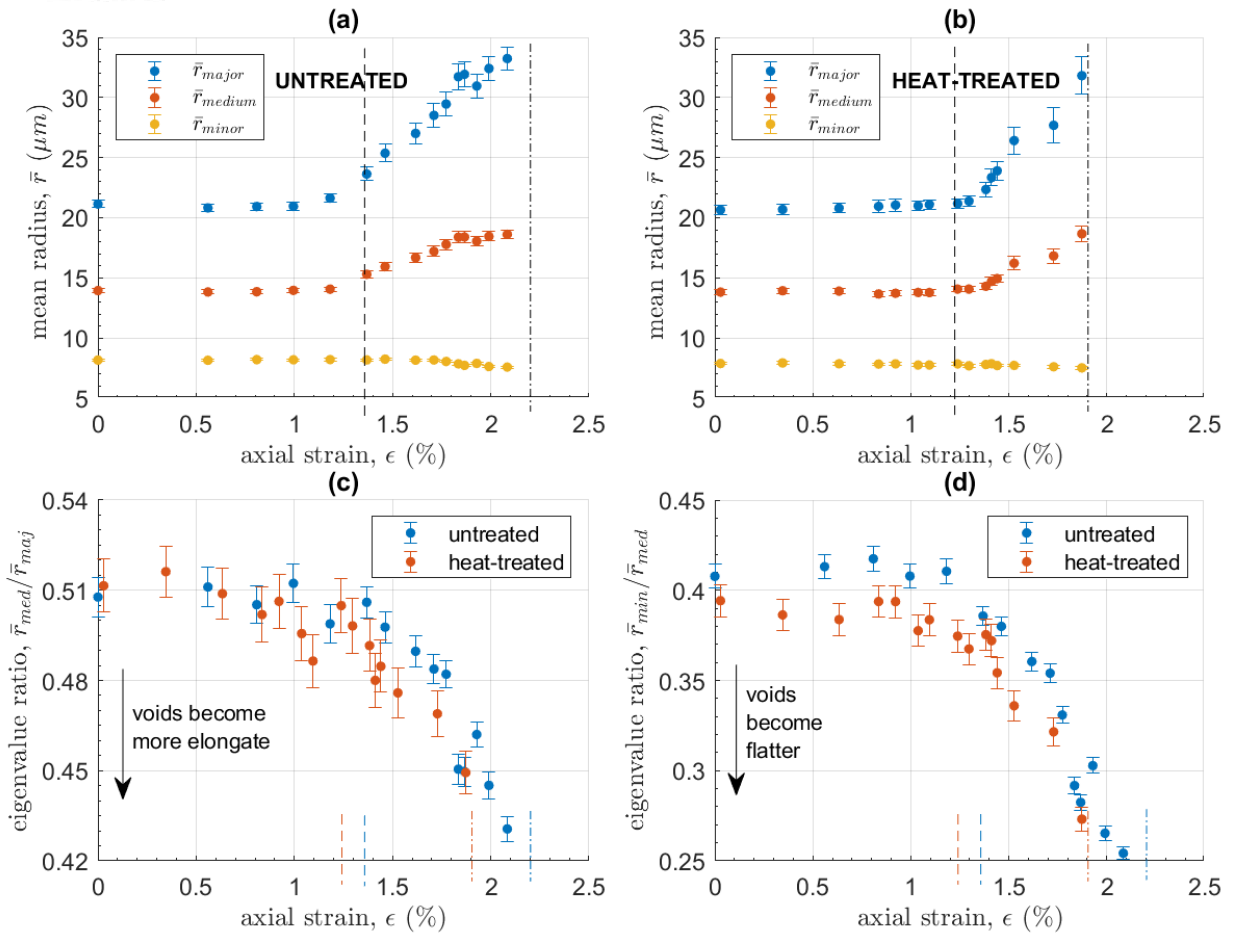 (a)
35
30
25
20
15
10
5
mean radius, r̄ (μm)
r̄major
r̄medium
r̄minor
UNTREATED
0 0.5 1 1.5 2 2.5
axial strain, ϵ (%)
(b)
35
30
25
20
15
10
5
mean radius, r̄ (μm)
r̄major
r̄medium
r̄minor
HEAT-TREATED
0 0.5 1 1.5 2 2.5
axial strain, ϵ (%)
(c)
0.54
0.51
0.48
0.45
0.42
eigenvalue ratio, r̄med/r̄maj
untreated
heat-treated
voids become
more elongate
0 0.5 1 1.5 2 2.5
axial strain, ϵ (%)
(d)
0.45
0.4
0.35
0.3
0.25
eigenvalue ratio, r̄min/r̄med
untreated
heat-treated
voids
become
flatter
0 0.5 1 1.5 2 2.5
axial strain, ϵ (%)